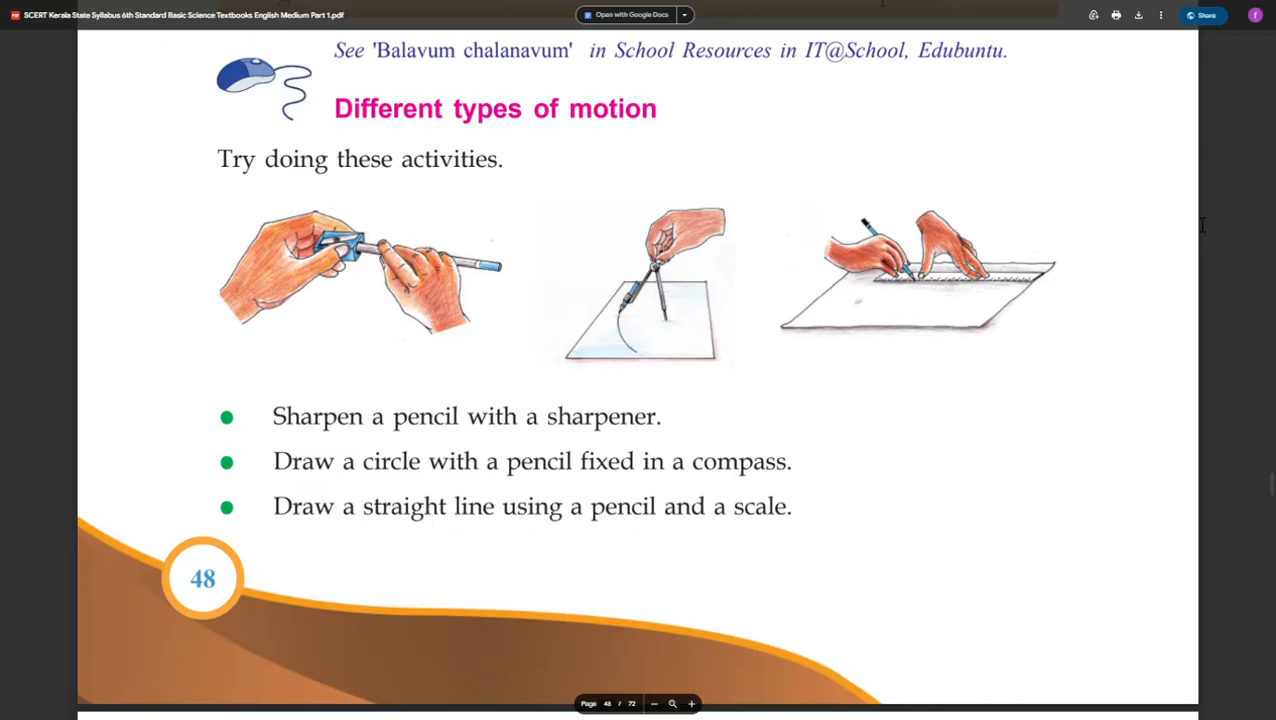 SCERT Kerala State Syllabus 6th Standard Basic Science Textbooks English Medium Part 1.pdf
Open with Google Docs
Share
f
See 'Balavum chalanavum' in School Resources in IT@School, Edubuntu.
Different types of motion
Try doing these activities.
Sharpen a pencil with a sharpener.
Draw a circle with a pencil fixed in a compass.
Draw a straight line using a pencil and a scale.
48
Page 48 / 72